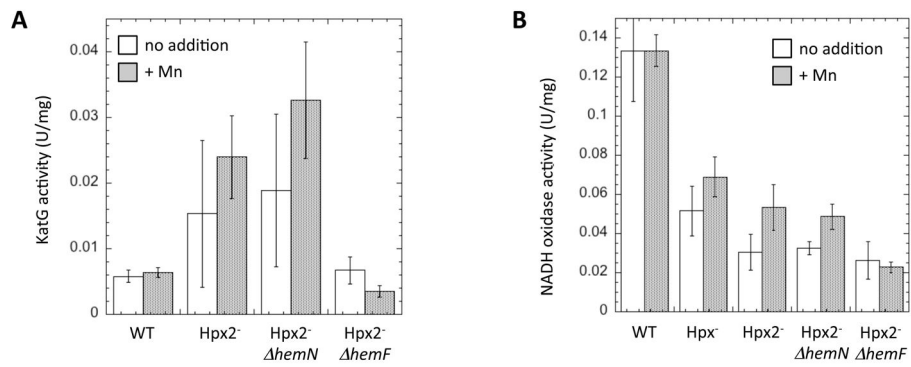 A
KatG activity (U/mg)
0.04
0.03
0.02
0.01
0
no addition
+ Mn
WT
Hpx2-
Hpx2-
ΔhemN
Hpx2-
ΔhemF
B
NADH oxidase activity (U/mg)
0.14
0.12
0.1
0.08
0.06
0.04
0.02
0
no addition
+ Mn
WT
Hpx-
Hpx2-
Hpx2-
ΔhemN
Hpx2-
ΔhemF